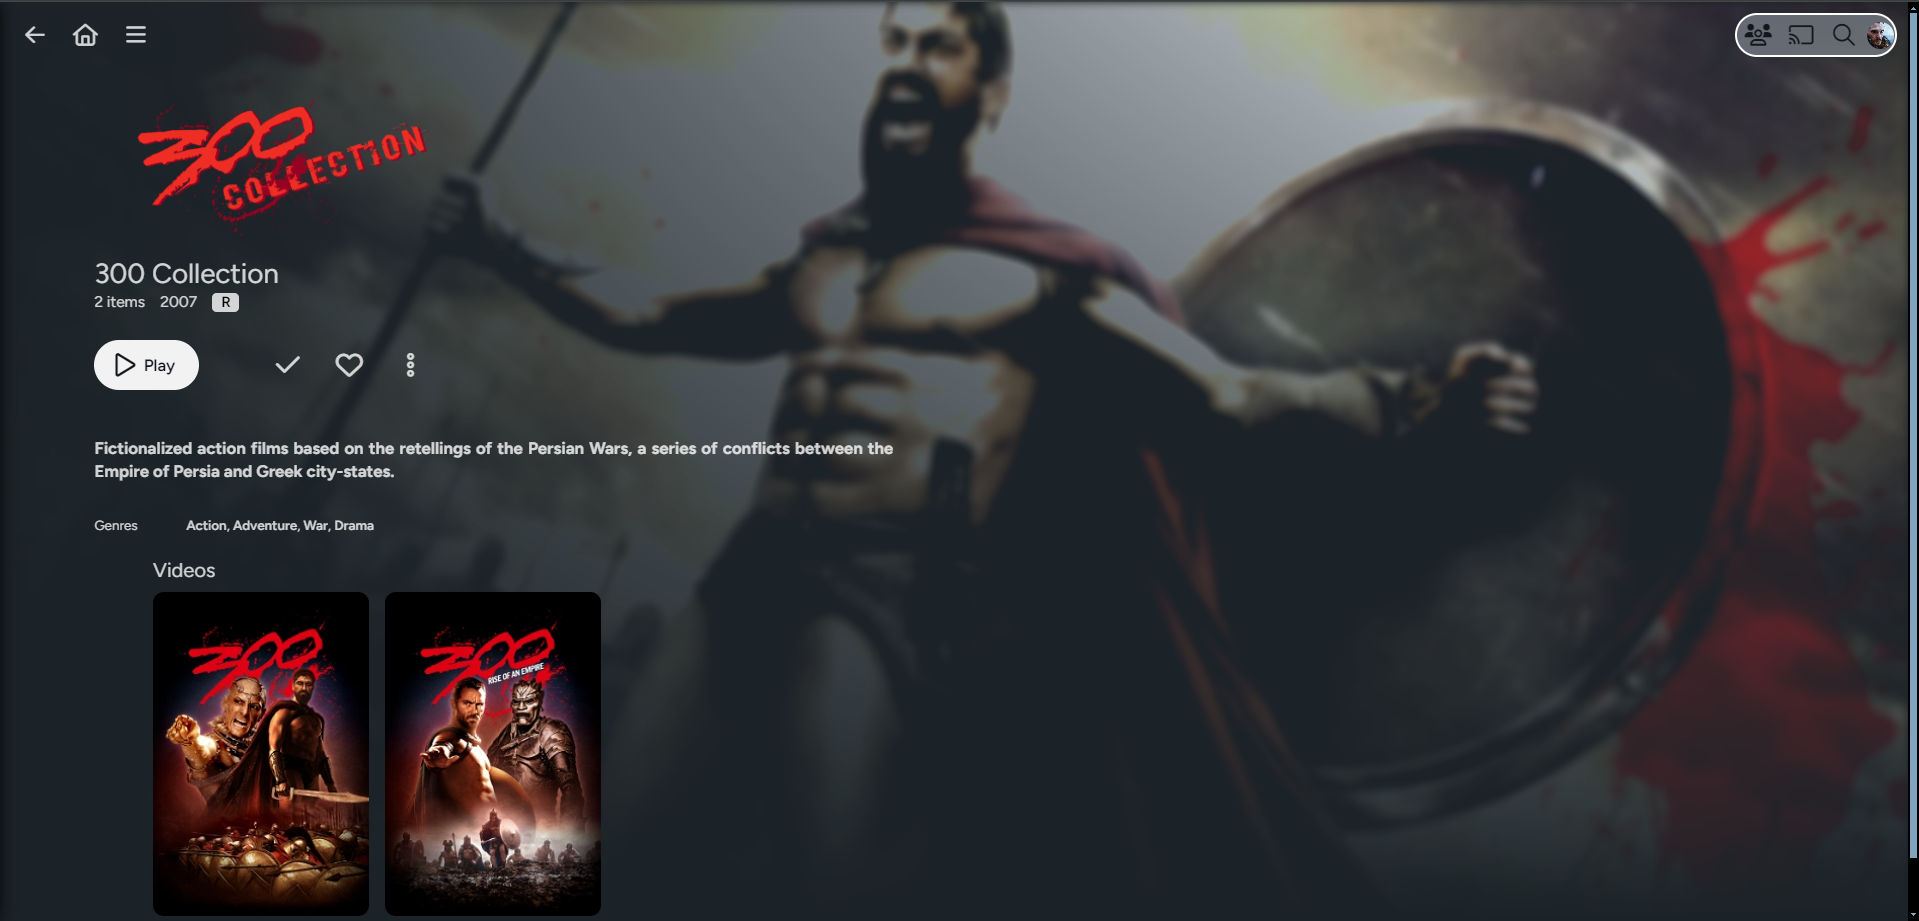 300
COLLECTION
300 Collection
2 items 2007 R
Play
Fictionalized action films based on the retellings of the Persian Wars, a series of conflicts between the
Empire of Persia and Greek city-states.
Genres Action, Adventure, War, Drama
Videos
300
300
RISE OF AN EMPIRE